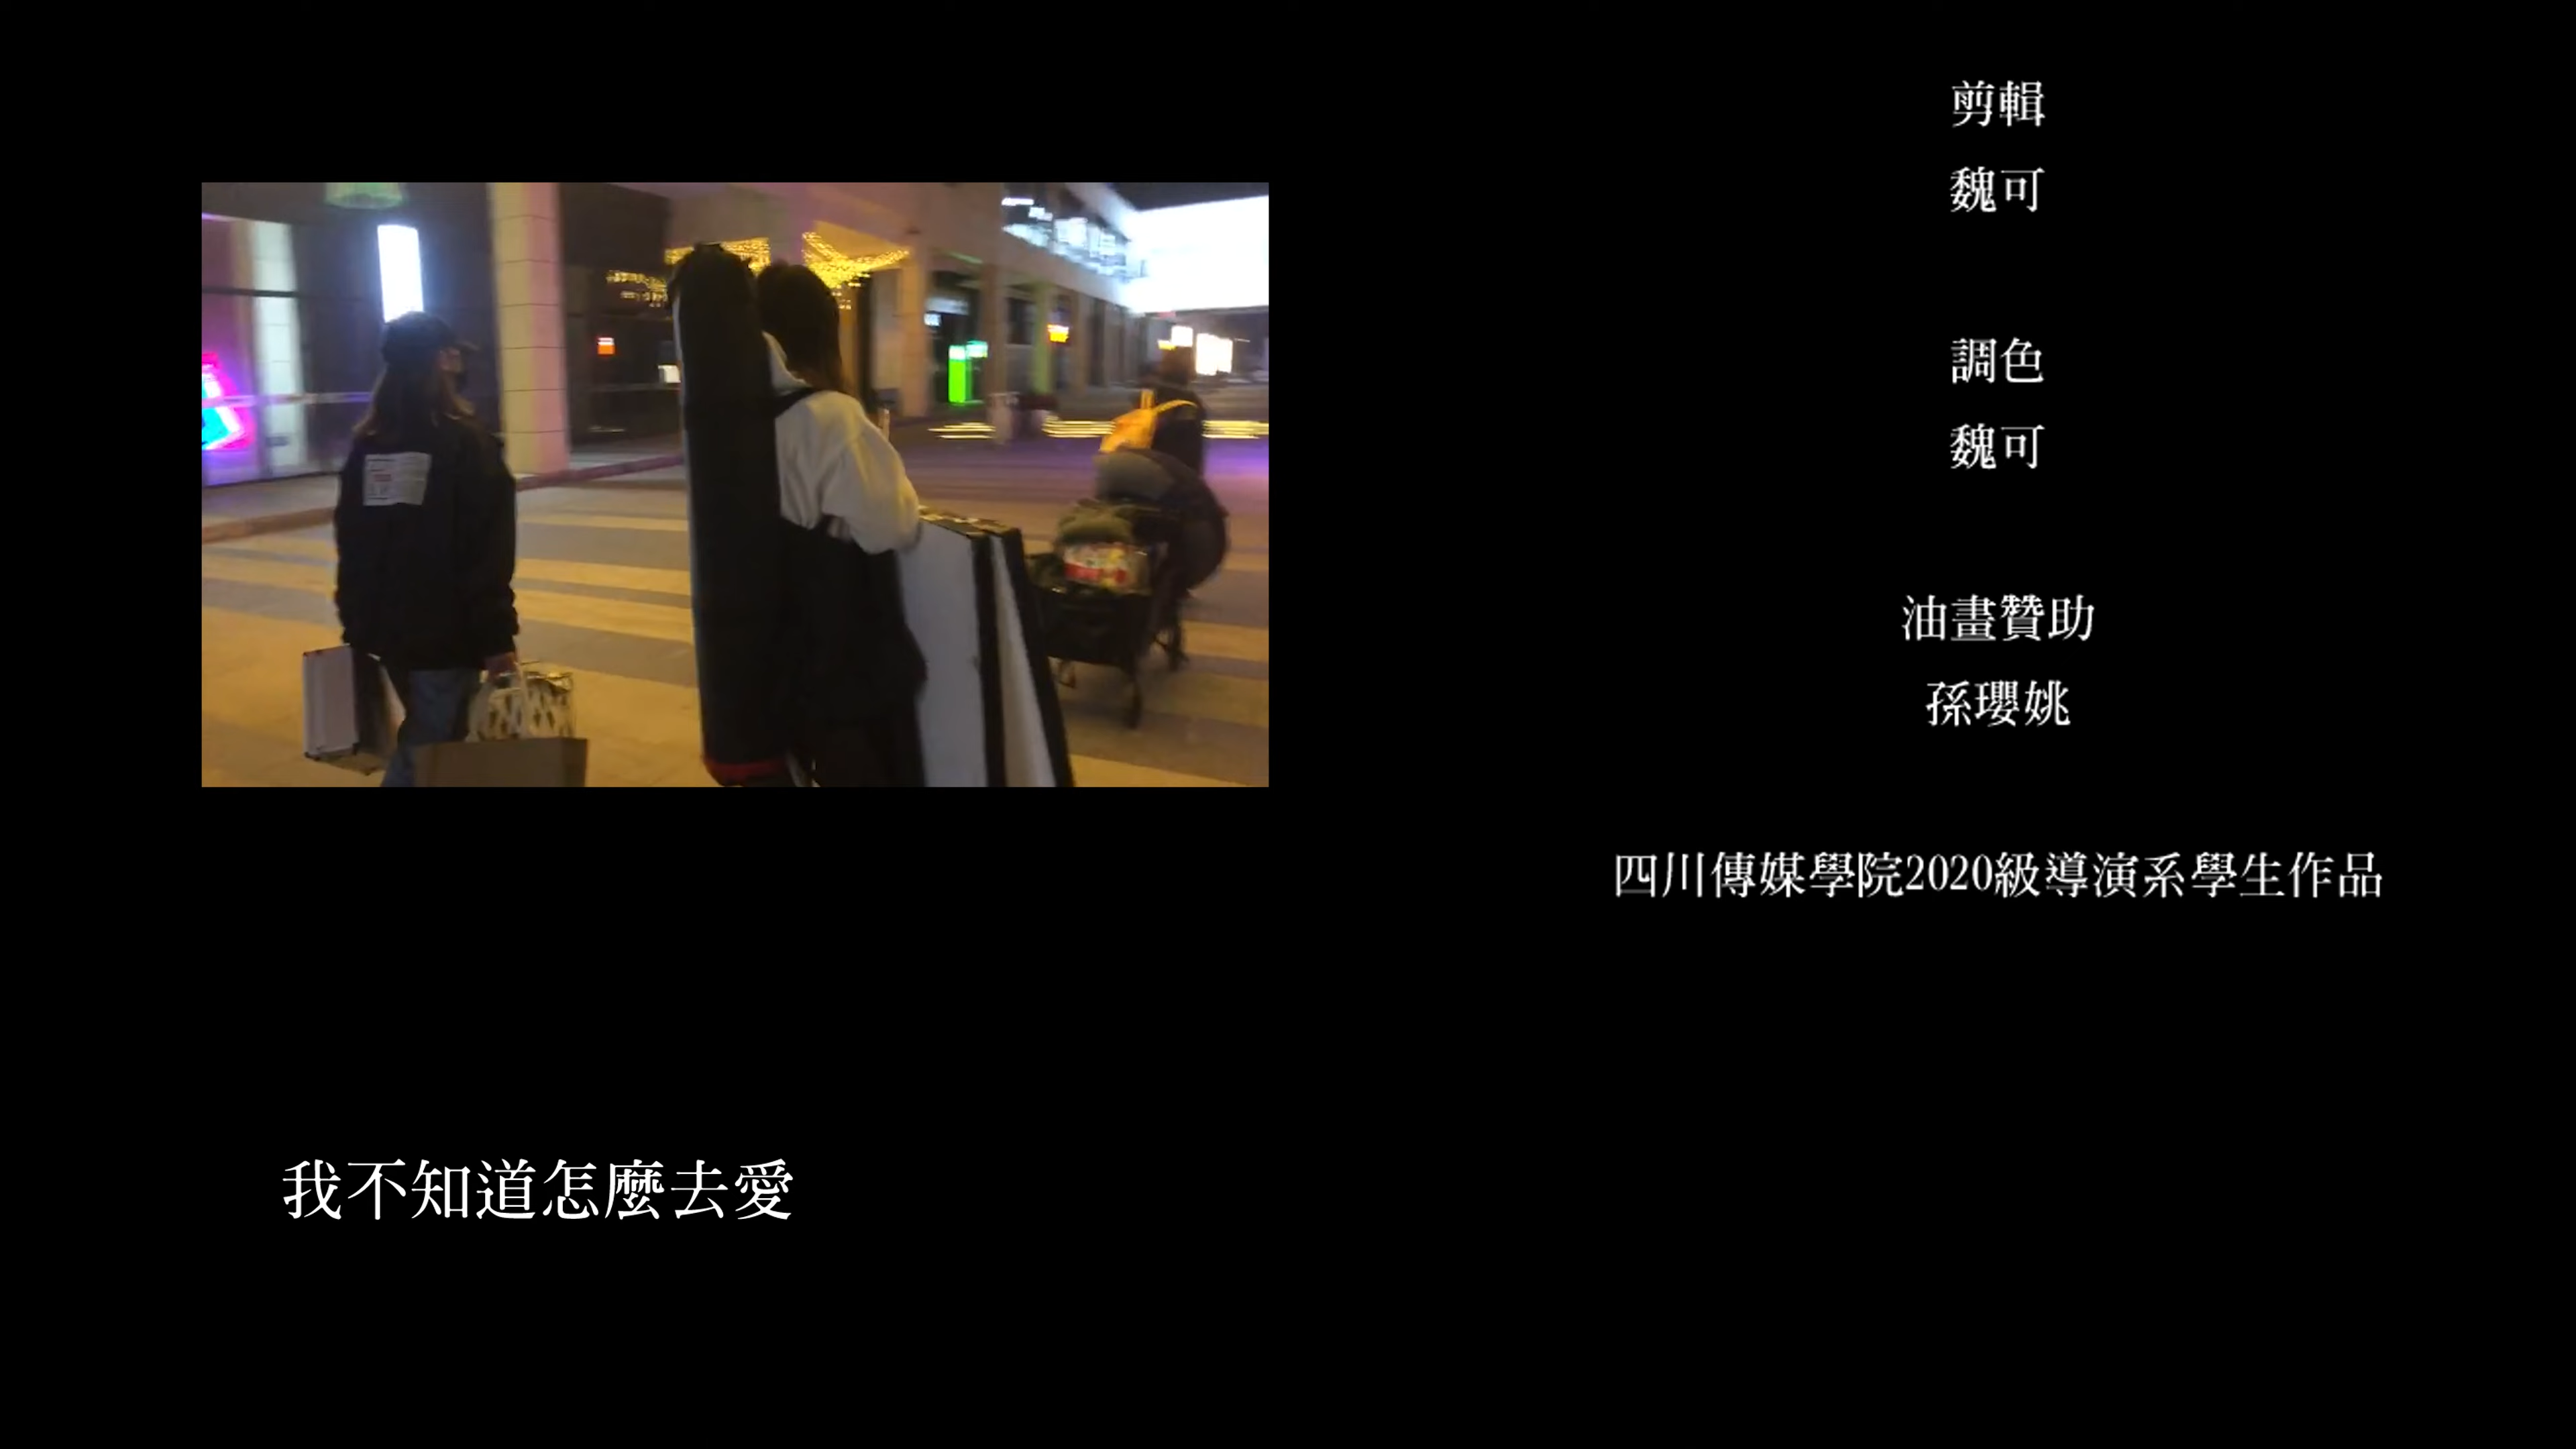 剪輯
魏可
調色
魏可
油畫贊助
孫瓔姚
四川傳媒學院2020級導演系學生作品
我不知道怎麼去愛